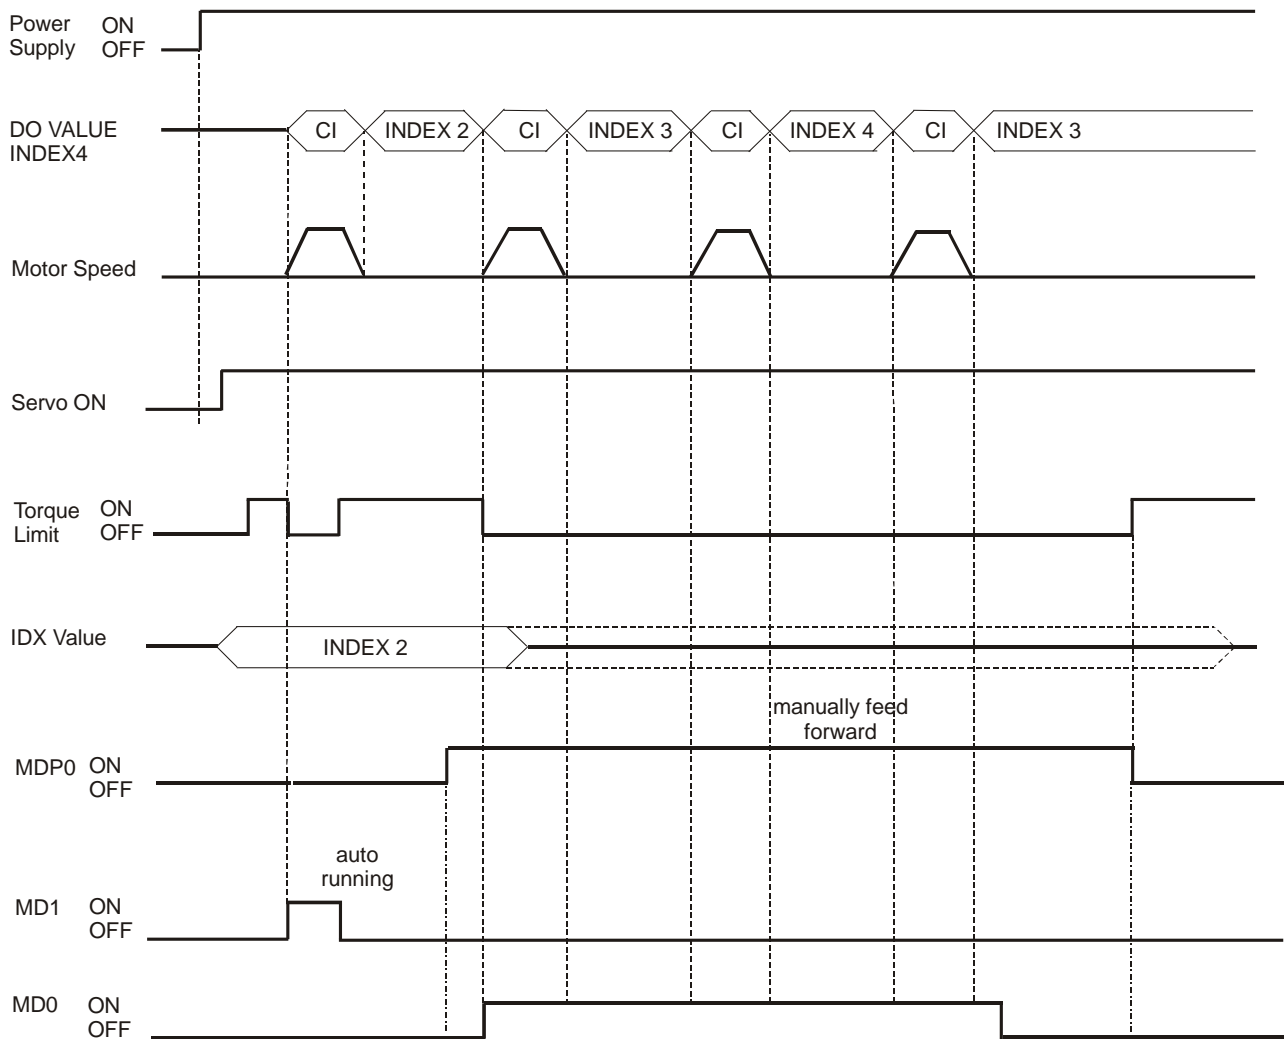 Power ON
Supply OFF
DO VALUE
INDEX4
CI
INDEX 2
CI
INDEX 3
CI
INDEX 4
CI
INDEX 3
Motor Speed
Servo ON
Torque ON
Limit OFF
IDX Value
INDEX 2
manually feed
forward
MDP0 ON
OFF
auto
running
MD1 ON
OFF
MD0 ON
OFF